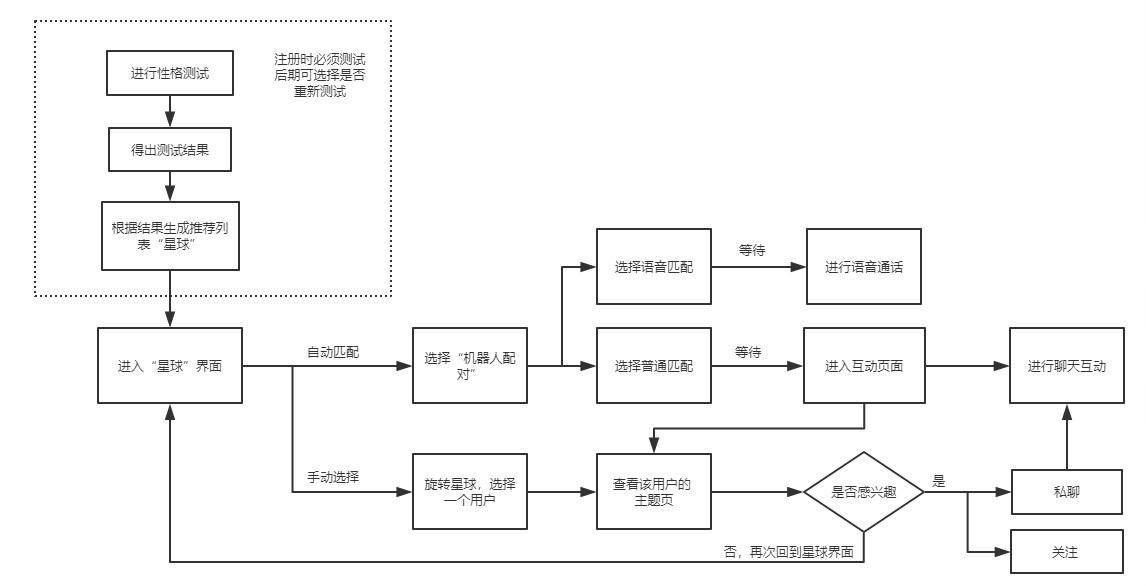 进行性格测试
注册时必须测试
后期可选择是否
重新测试
得出测试结果
根据结果生成推荐列
表“星球”
选择语音匹配
等待
进行语音通话
进入“星球”界面
自动匹配
选择“机器人配
对”
选择普通匹配
等待
进入互动页面
进行聊天互动
手动选择
旋转星球，选择
一个用户
查看该用户的
主题页
是否感兴趣
是
私聊
否，再次回到星球界面
关注